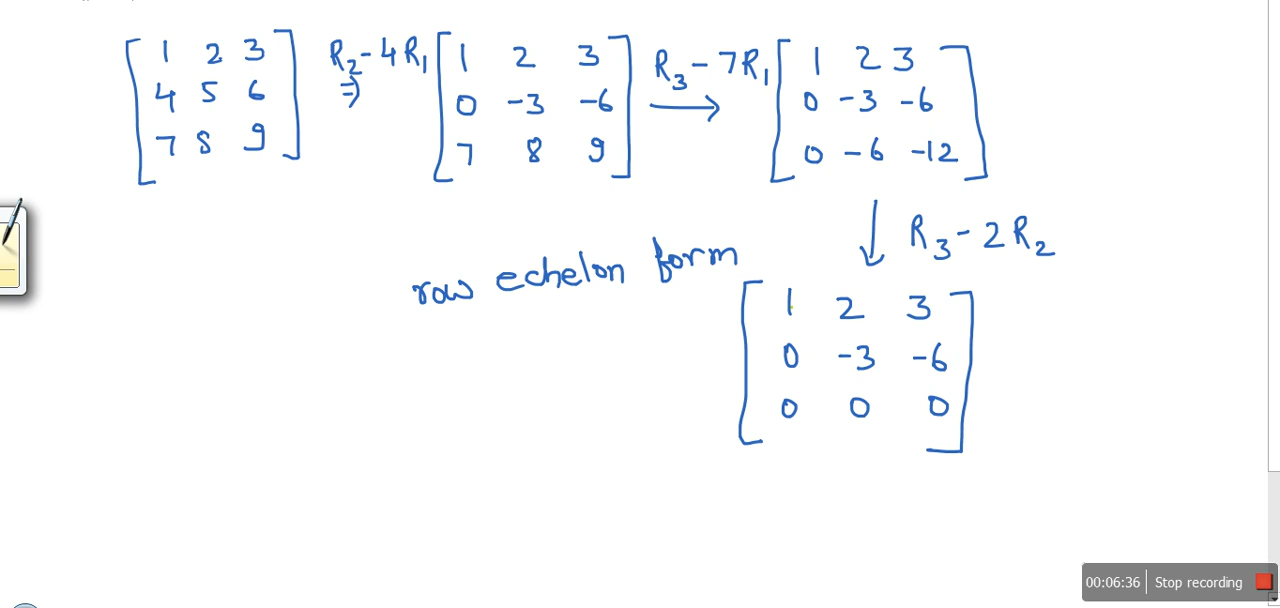 1 2 3 R2-4R1 1 2 3 R3-7R1 1 2 3
4 5 6 ⇒ 0 -3 -6 → 0 -3 -6
7 8 9 7 8 9 0 -6 -12
↓ R3-2R2
row echelon form
1 2 3
0 -3 -6
0 0 0
00:06:36 Stop recording